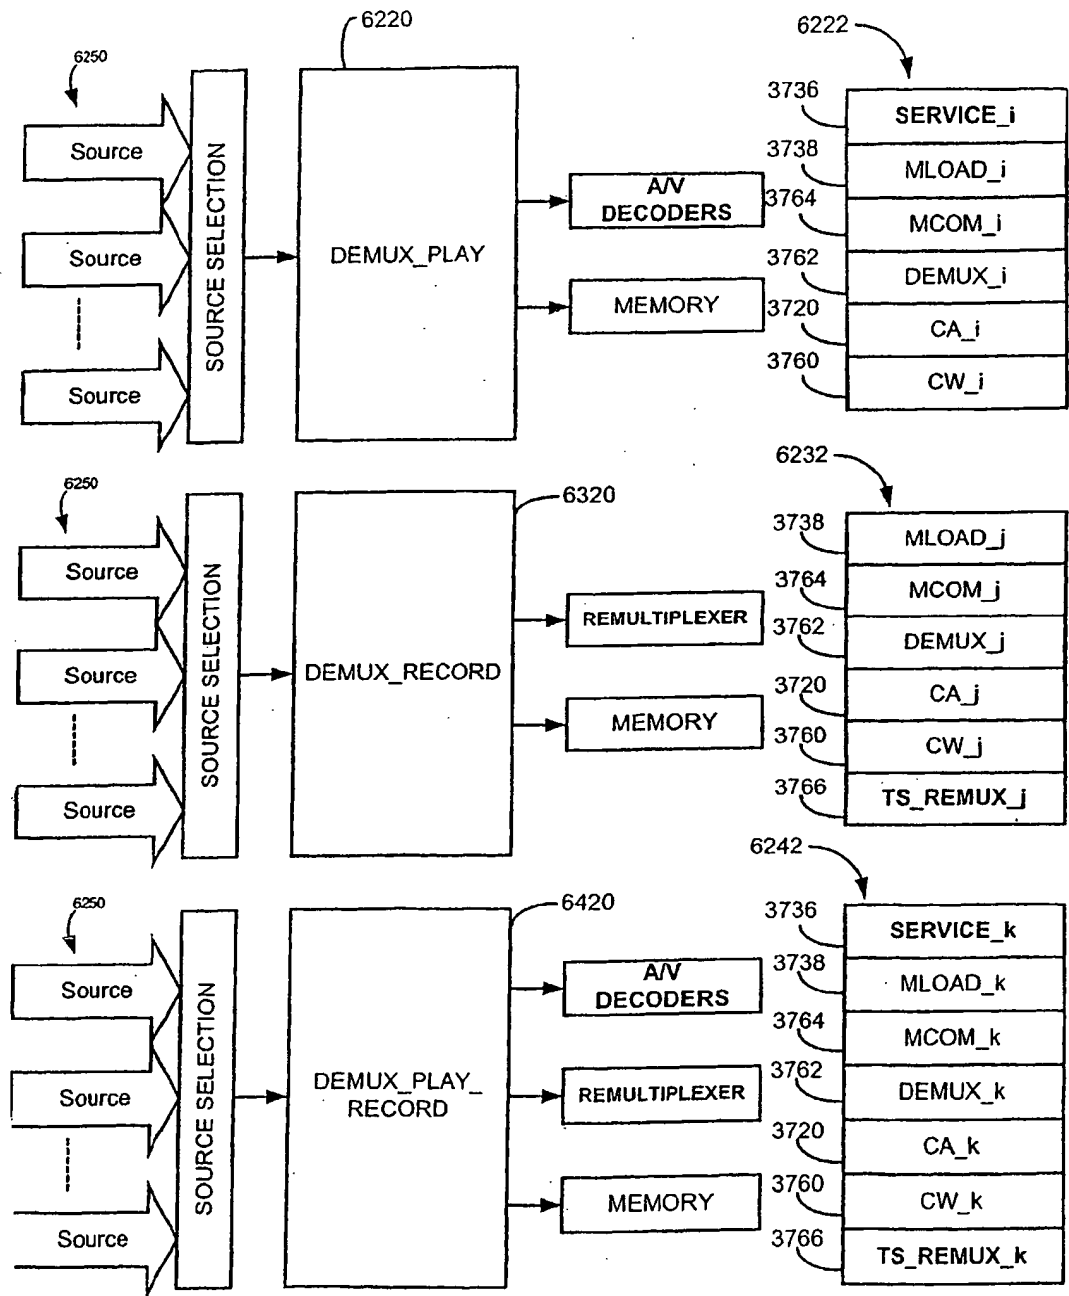 6220
6222
6250
Source
Source
Source
SOURCE SELECTION
DEMUX_PLAY
A/V
DECODERS
MEMORY
3736
SERVICE_i
3738
MLOAD_i
3764
MCOM_i
3762
DEMUX_i
3720
CA_i
3760
CW_i
6250
Source
Source
Source
SOURCE SELECTION
6320
DEMUX_RECORD
REMULTIPLEXER
MEMORY
6232
3738
MLOAD_j
3764
MCOM_j
3762
DEMUX_j
3720
CA_j
3760
CW_j
3766
TS_REMUX_j
6250
Source
Source
Source
SOURCE SELECTION
6420
DEMUX_PLAY_
RECORD
A/V
DECODERS
REMULTIPLEXER
MEMORY
6242
3736
SERVICE_k
3738
MLOAD_k
3764
MCOM_k
3762
DEMUX_k
3720
CA_k
3760
CW_k
3766
TS_REMUX_k